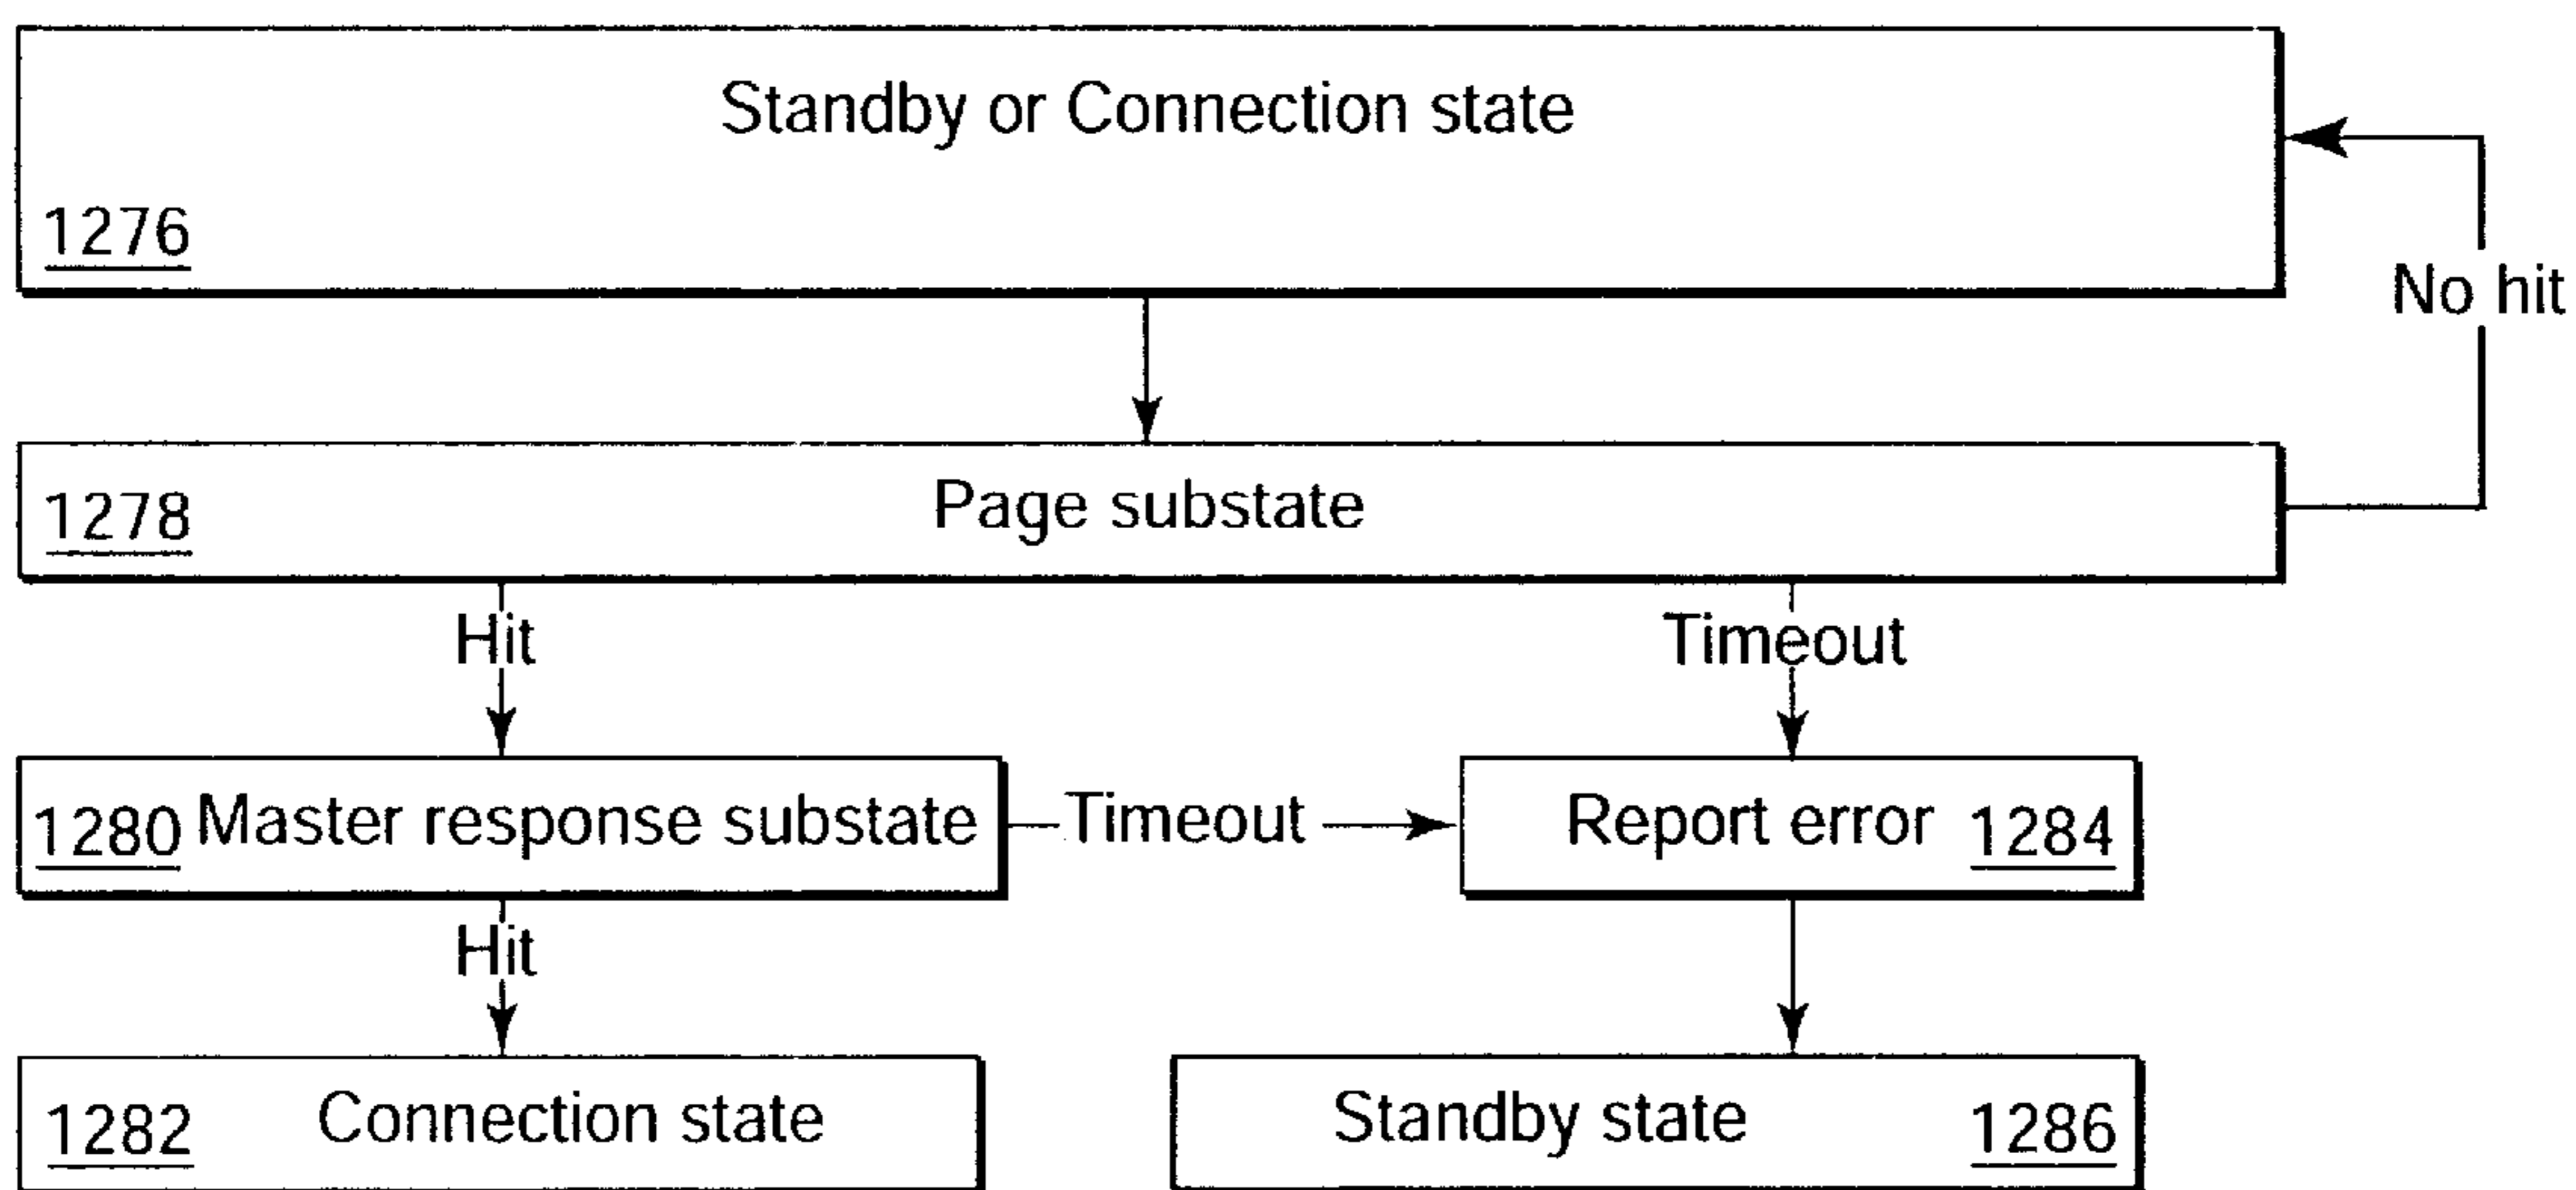 Standby or Connection state
1276
No hit
1278 Page substate
Hit Timeout
1280 Master response substate Timeout Report error 1284
Hit
1282 Connection state Standby state 1286